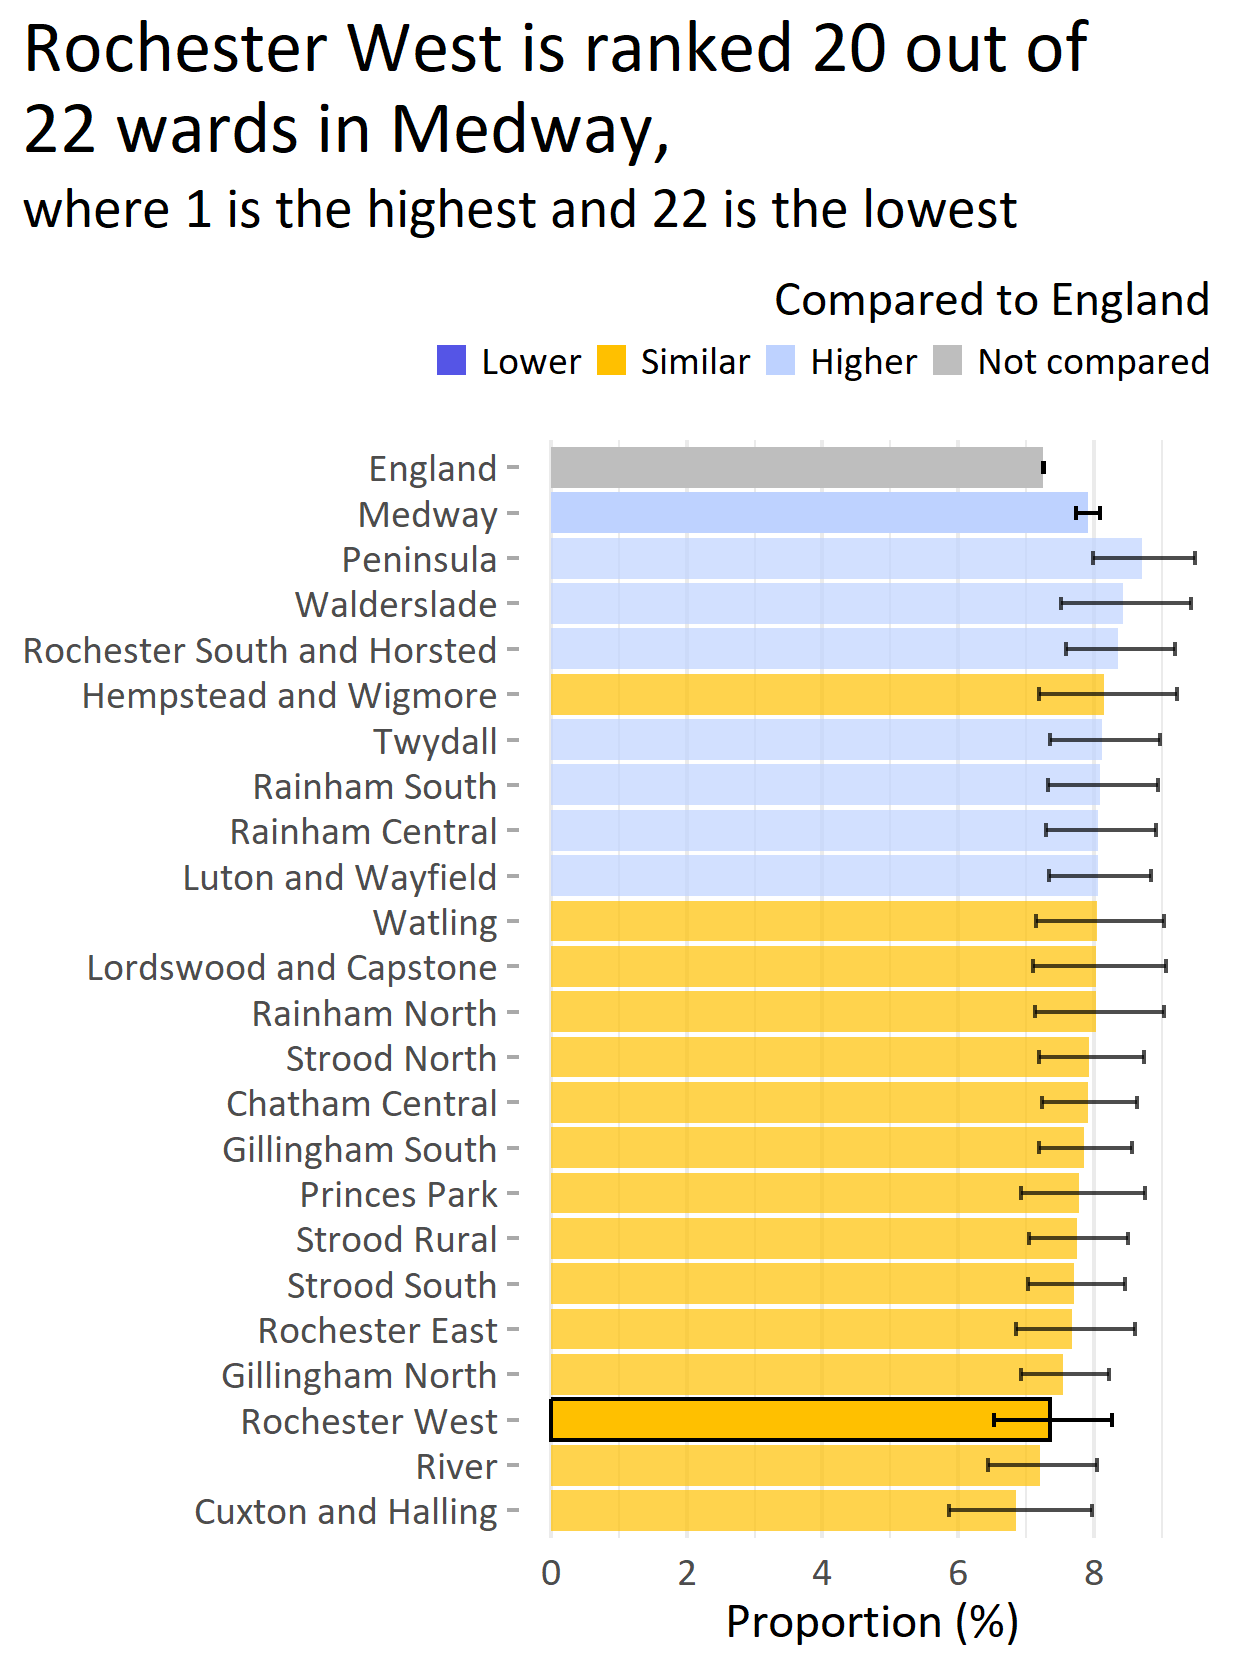 Rochester West is ranked 20 out of
22 wards in Medway,
where 1 is the highest and 22 is the lowest
Compared to England
Lower Similar Higher Not compared
England
Medway
Peninsula
Walderslade
Rochester South and Horsted
Hempstead and Wigmore
Twydall
Rainham South
Rainham Central
Luton and Wayfield
Watling
Lordswood and Capstone
Rainham North
Strood North
Chatham Central
Gillingham South
Princes Park
Strood Rural
Strood South
Rochester East
Gillingham North
Rochester West
River
Cuxton and Halling
0 2 4 6 8
Proportion (%)